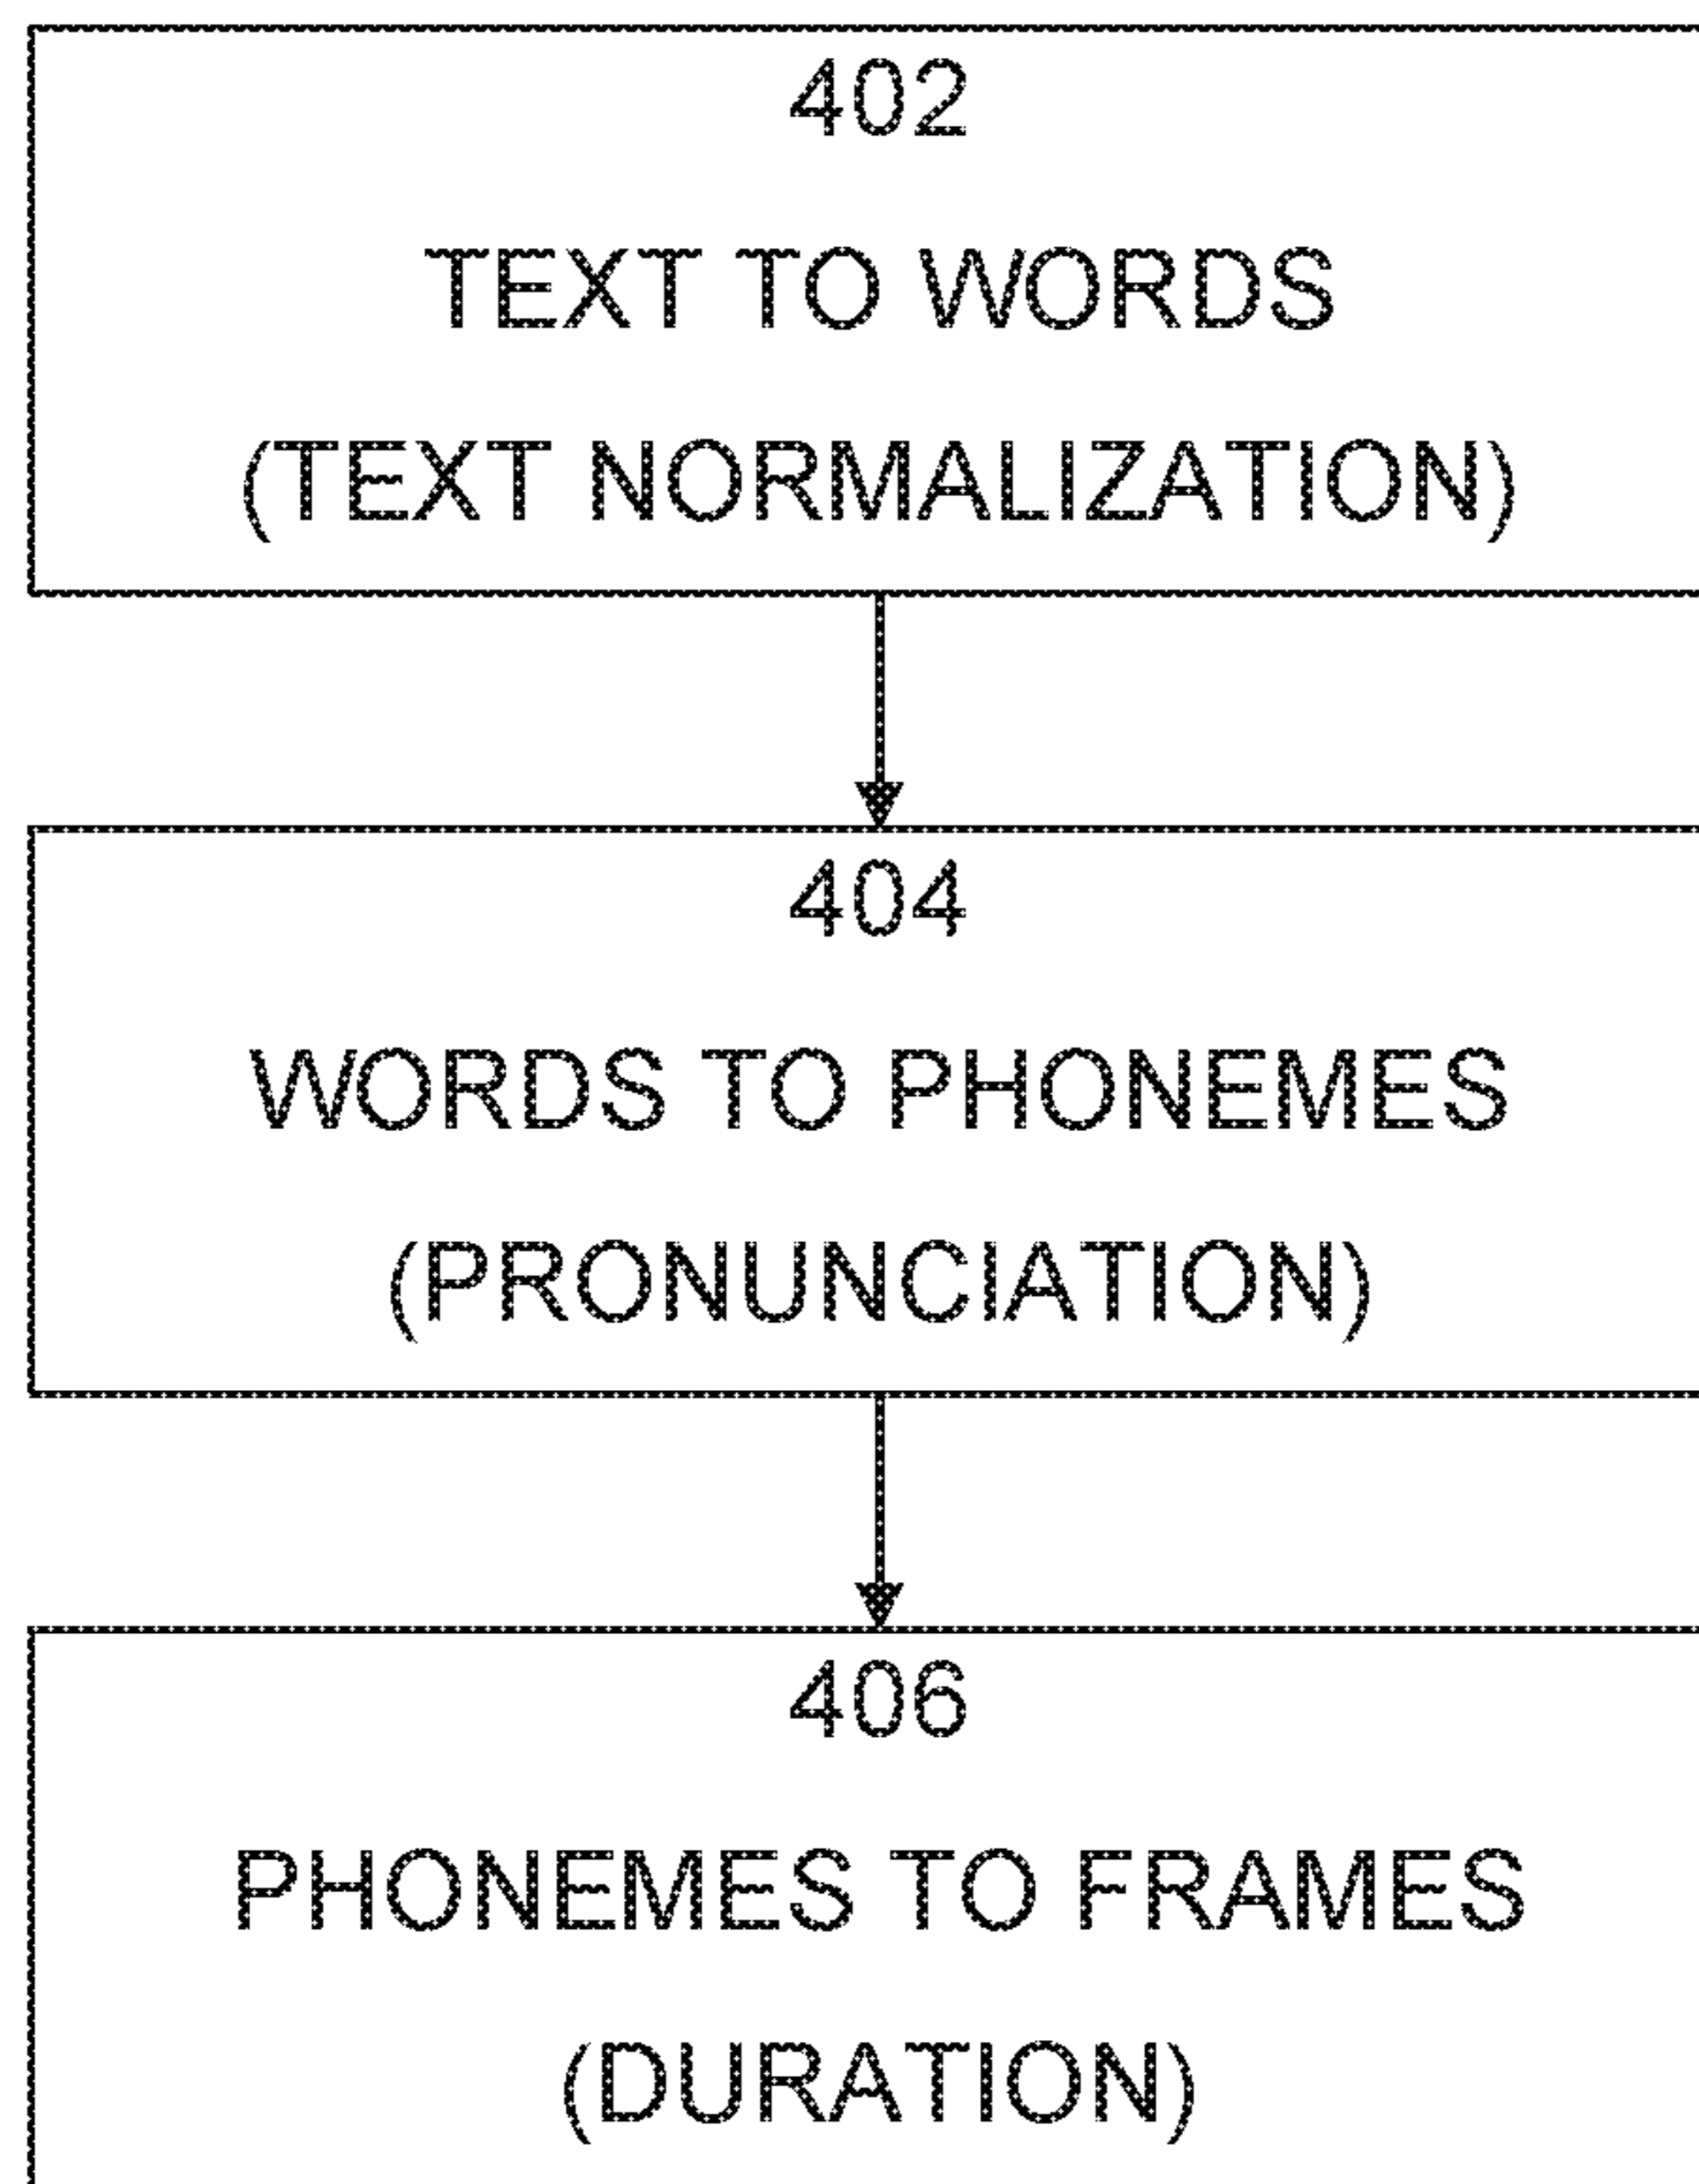 402
TEXT TO WORDS
(TEXT NORMALIZATION)
404
WORDS TO PHONEMES
(PRONUNCIATION)
406
PHONEMES TO FRAMES
(DURATION)